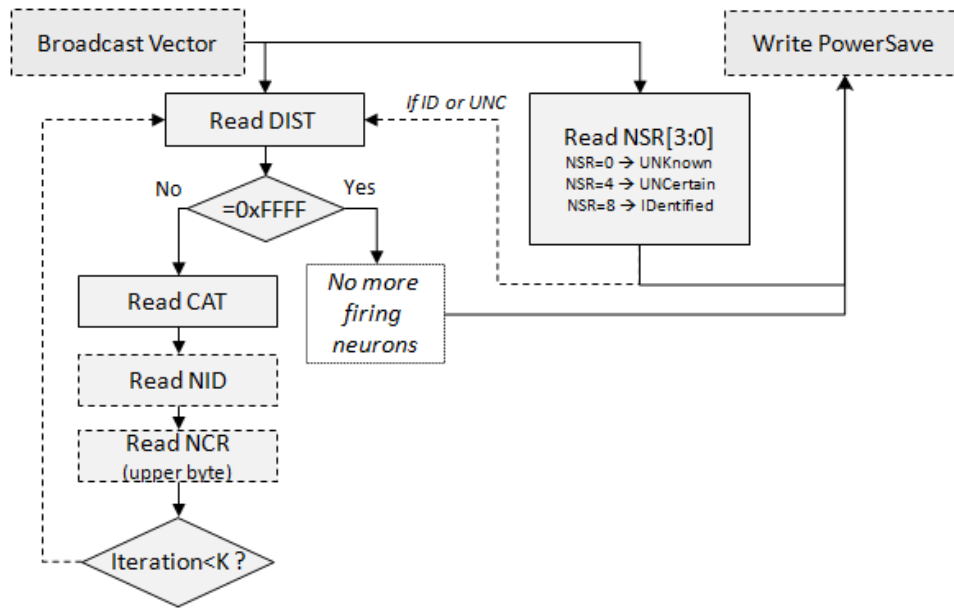 Broadcast Vector
Write PowerSave
If ID or UNC
Read DIST
Read NSR[3:0]
NSR=0 → UNKnown
NSR=4 → UNCertain
NSR=8 → IDentified
No
Yes
=0xFFFF
Read CAT
No more
firing
neurons
Read NID
Read NCR
(upper byte)
Iteration<K ?